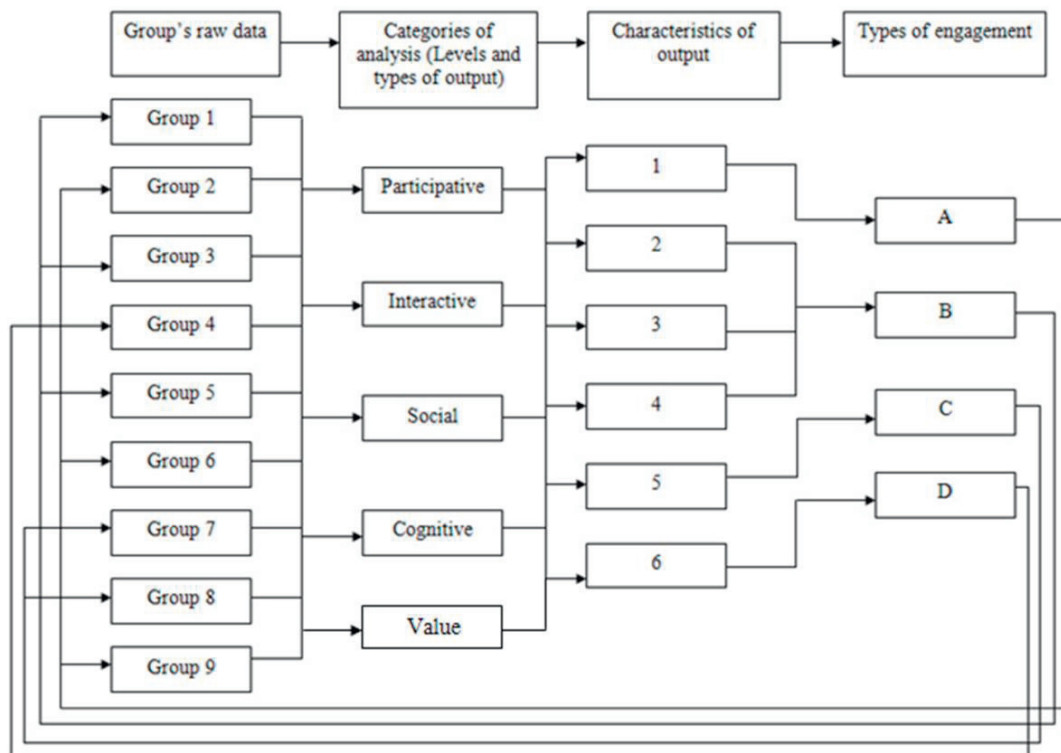 Group's raw data
Categories of
analysis (Levels and
types of output)
Characteristics of
output
Types of engagement
Group 1
Group 2
Group 3
Group 4
Group 5
Group 6
Group 7
Group 8
Group 9
Participative
Interactive
Social
Cognitive
Value
1
2
3
4
5
6
A
B
C
D